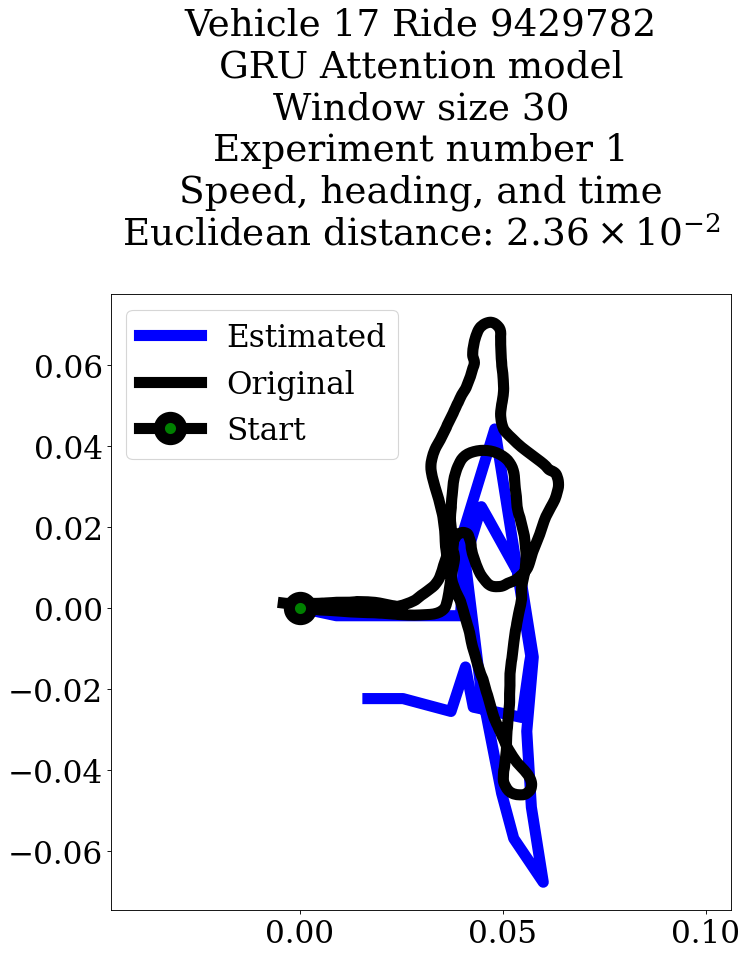 Vehicle 17 Ride 9429782
GRU Attention model
Window size 30
Experiment number 1
Speed, heading, and time
Euclidean distance: 2.36 × 10⁻²
Estimated
Original
Start
0.06
0.04
0.02
0.00
−0.02
−0.04
−0.06
0.00 0.05 0.10